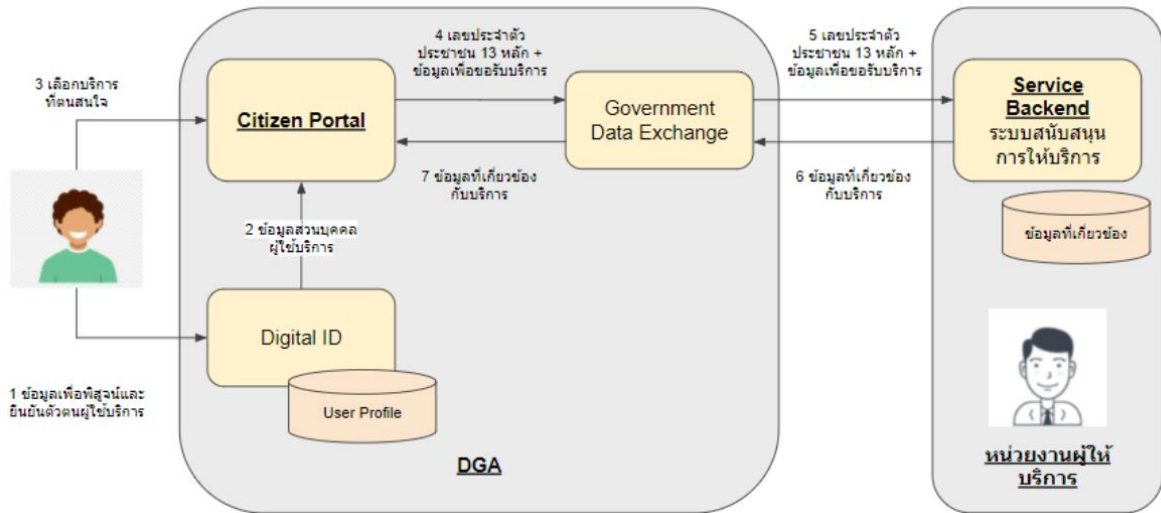 3 เลือกบริการ
ที่ตนสนใจ
4 เลขประจำตัว
ประชาชน 13 หลัก +
ข้อมูลเพื่อขอรับบริการ
5 เลขประจำตัว
ประชาชน 13 หลัก +
ข้อมูลเพื่อขอรับบริการ
Citizen Portal
Government
Data Exchange
Service
Backend
ระบบสนับสนุน
การให้บริการ
7 ข้อมูลที่เกี่ยวข้อง
กับบริการ
6 ข้อมูลที่เกี่ยวข้อง
กับบริการ
2 ข้อมูลส่วนบุคคล
ผู้ใช้บริการ
ข้อมูลที่เกี่ยวข้อง
Digital ID
1 ข้อมูลเพื่อพิสูจน์และ
ยืนยันตัวตนผู้ใช้บริการ
User Profile
DGA
หน่วยงานผู้ให้
บริการ